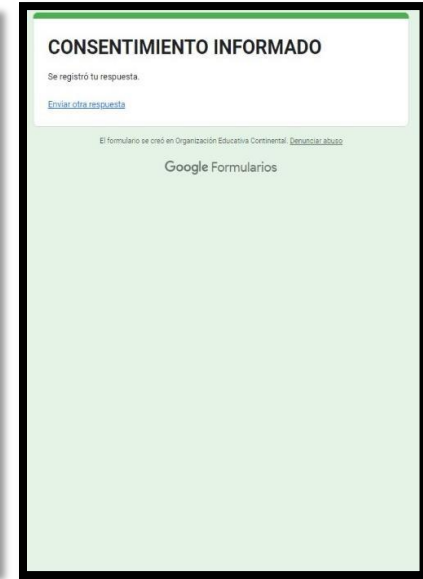 CONSENTIMIENTO INFORMADO
Se registró tu respuesta.
Enviar otra respuesta
El formulario se creó en Organización Educativa Continental. Denunciar abuso
Google Formularios